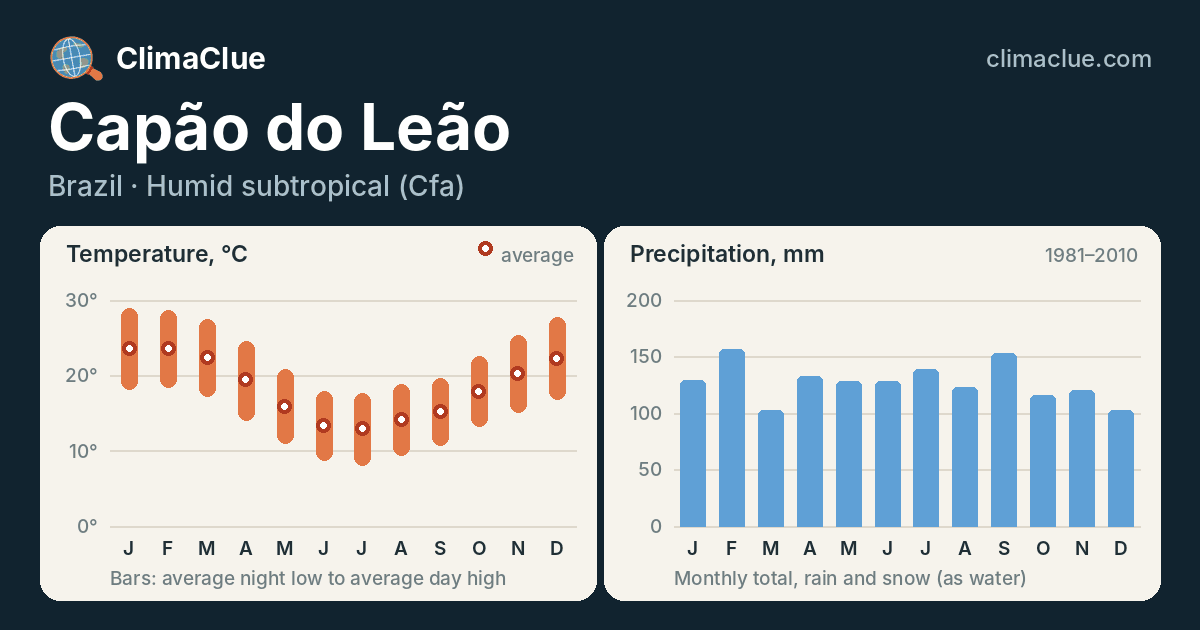 ClimaClue
climaclue.com
Capão do Leão
Brazil · Humid subtropical (Cfa)
Temperature, °C
average
30°
20°
10°
0°
J F M A M J J A S O N D
Bars: average night low to average day high
Precipitation, mm
1981–2010
200
150
100
50
0
J F M A M J J A S O N D
Monthly total, rain and snow (as water)